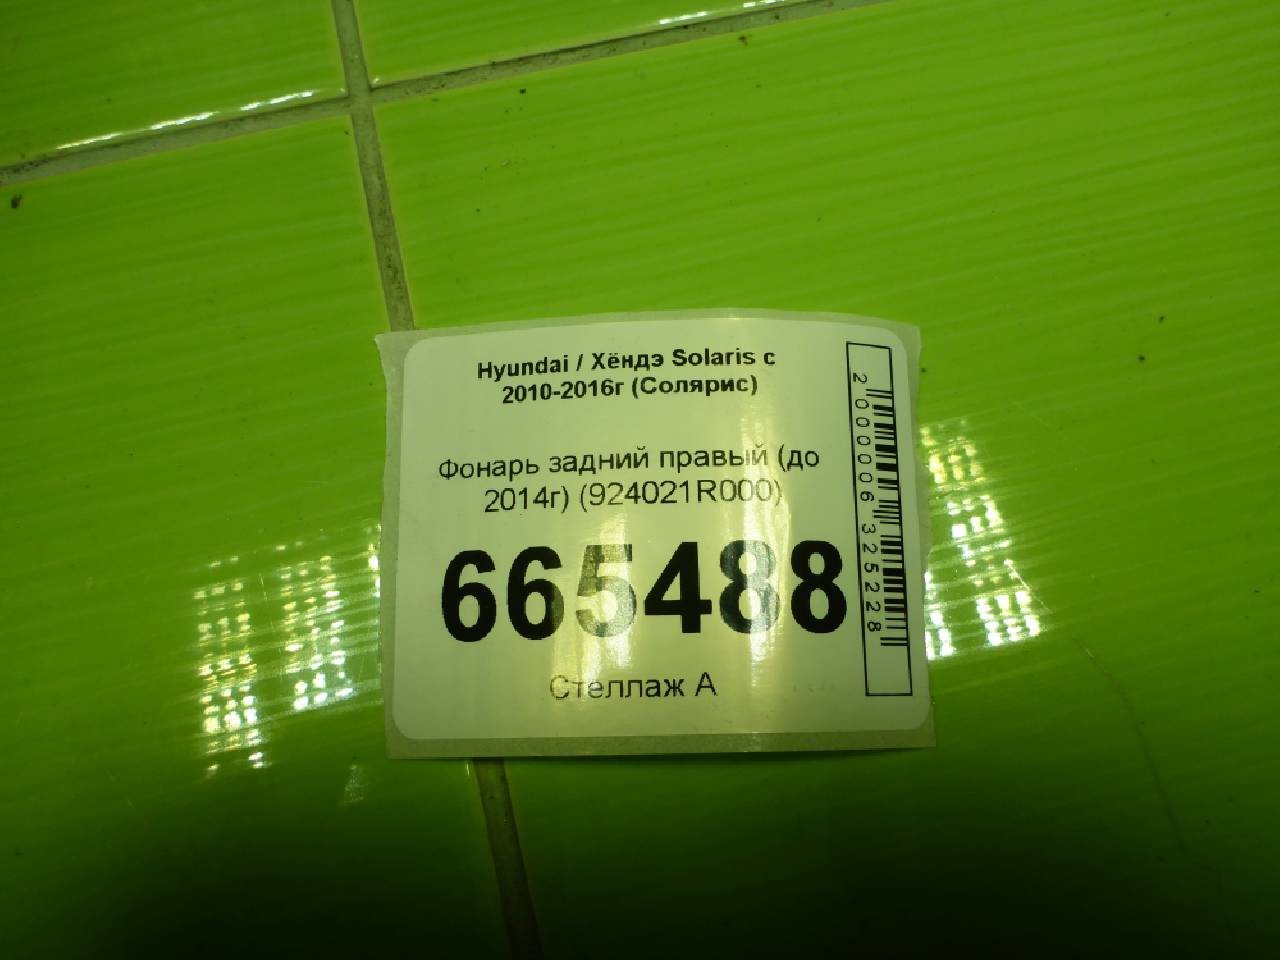 Hyundai / Хёндэ Solaris с
2010-2016г (Солярис)
Фонарь задний правый (до
2014г) (924021R000)
665488
Стеллаж А
2000006325228